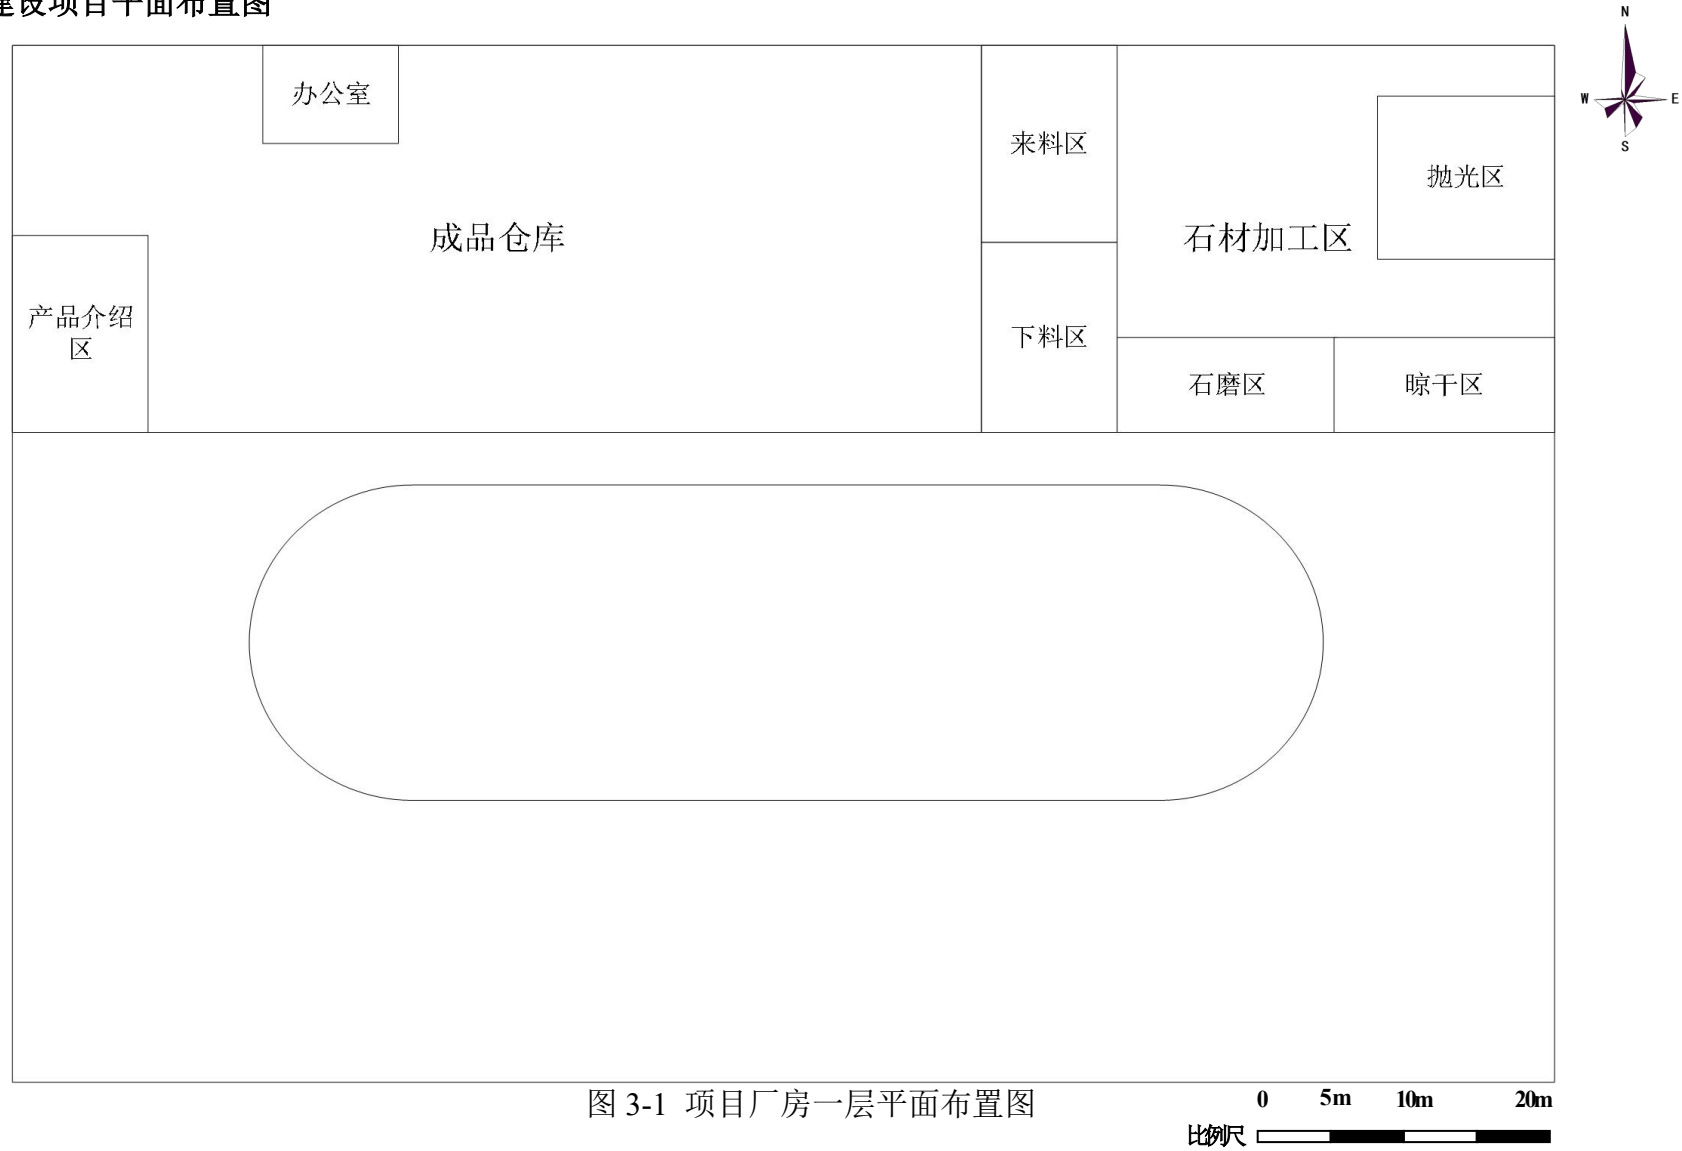 建设项目平面布置图
N
W
E
S
办公室
来料区
抛光区
成品仓库
石材加工区
产品介绍
区
下料区
石磨区
晾干区
图 3-1 项目厂房一层平面布置图
0 5m 10m 20m
比例尺